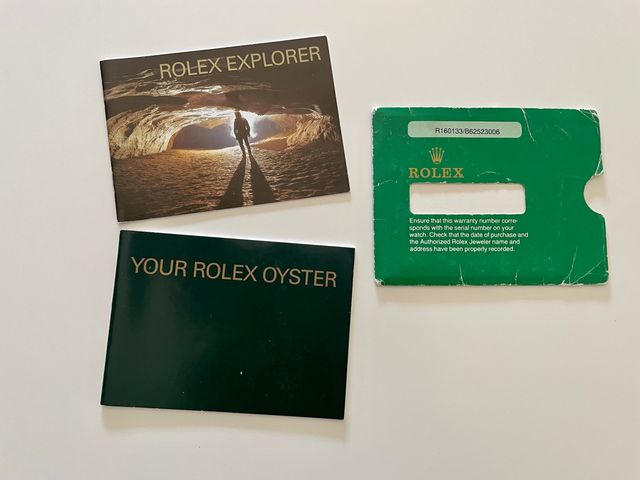 ROLEX EXPLORER
YOUR ROLEX OYSTER
R160133/B62523006
ROLEX
Ensure that this warranty number corre-
sponds with the serial number on your
watch. Check that the date of purchase and
the Authorized Rolex Jeweler name and
address have been properly recorded.